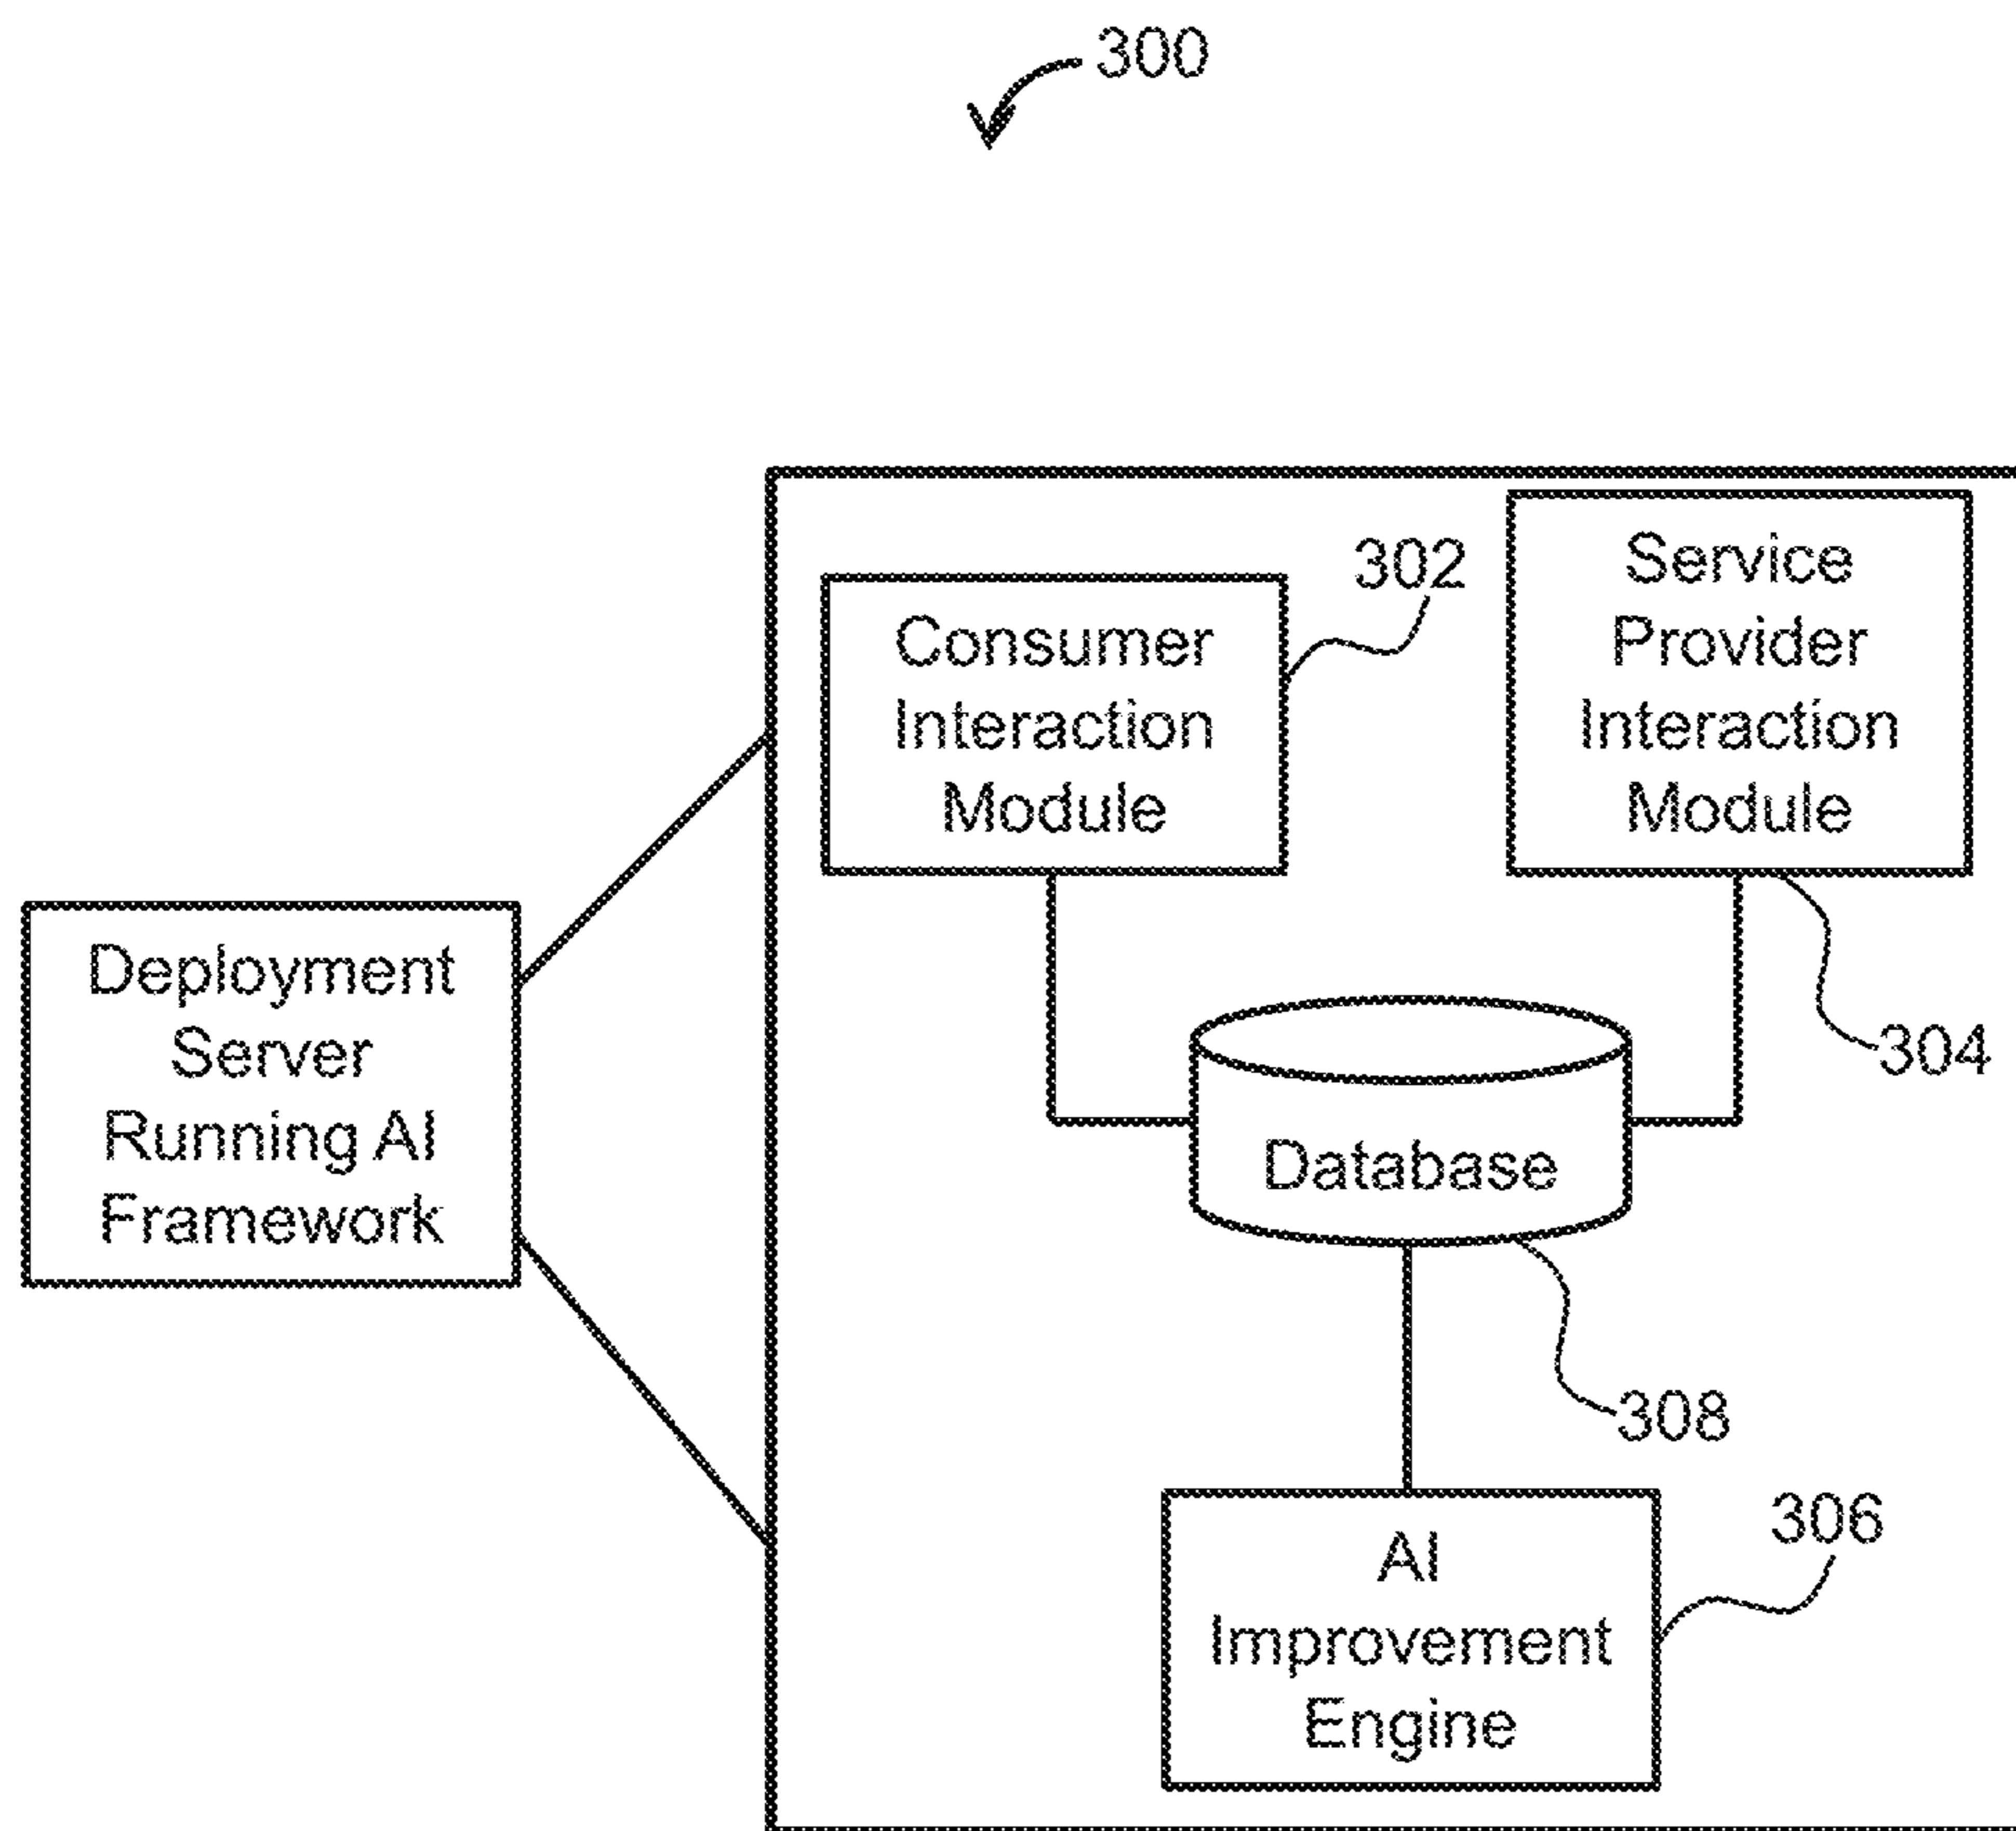 300
302
Consumer
Interaction
Module
Service
Provider
Interaction
Module
304
Deployment
Server
Running AI
Framework
Database
308
306
AI
Improvement
Engine